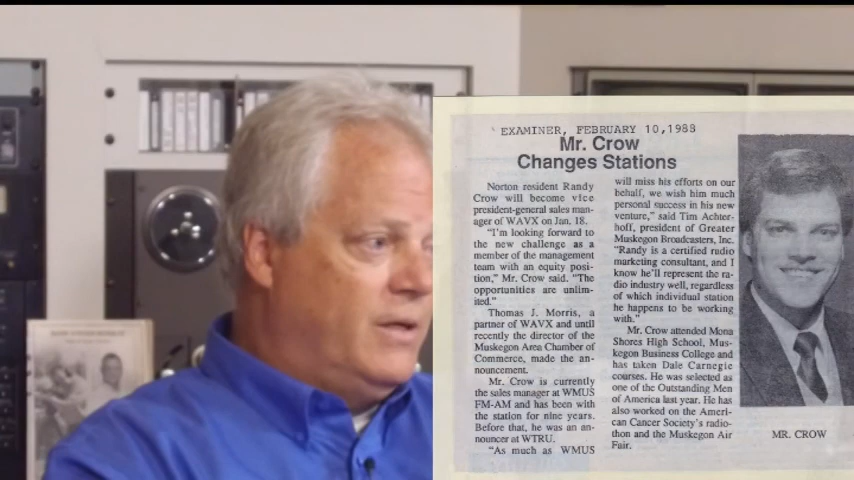 EXAMINER, FEBRUARY 10,1988
Mr. Crow
Changes Stations
Norton resident Randy
Crow will become vice
president-general sales man-
ager of WAVX on Jan. 18.
"I'm looking forward to
the new challenge as a
member of the management
team with an equity posi-
tion," Mr. Crow said. "The
opportunities are unlim-
ited."
Thomas J. Morris, a
partner of WAVX and until
recently the director of the
Muskegon Area Chamber of
Commerce, made the an-
nouncement.
Mr. Crow is currently
the sales manager at WMUS
FM-AM and has been with
the station for nine years.
Before that, he was an an-
nouncer at WTRU.
"As much as WMUS
will miss his efforts on our
behalf, we wish him much
personal success in his new
venture," said Tim Achter-
hoff, president of Greater
Muskegon Broadcasters, Inc.
"Randy is a certified radio
marketing consultant, and I
know he'll represent the ra-
dio industry well, regardless
of which individual station
he happens to be working
with."
Mr. Crow attended Mona
Shores High School, Mus-
kegon Business College and
has taken Dale Carnegie
courses. He was selected as
one of the Outstanding Men
of America last year. He has
also worked on the Ameri-
can Cancer Society's radio-
thon and the Muskegon Air
Fair.
MR. CROW